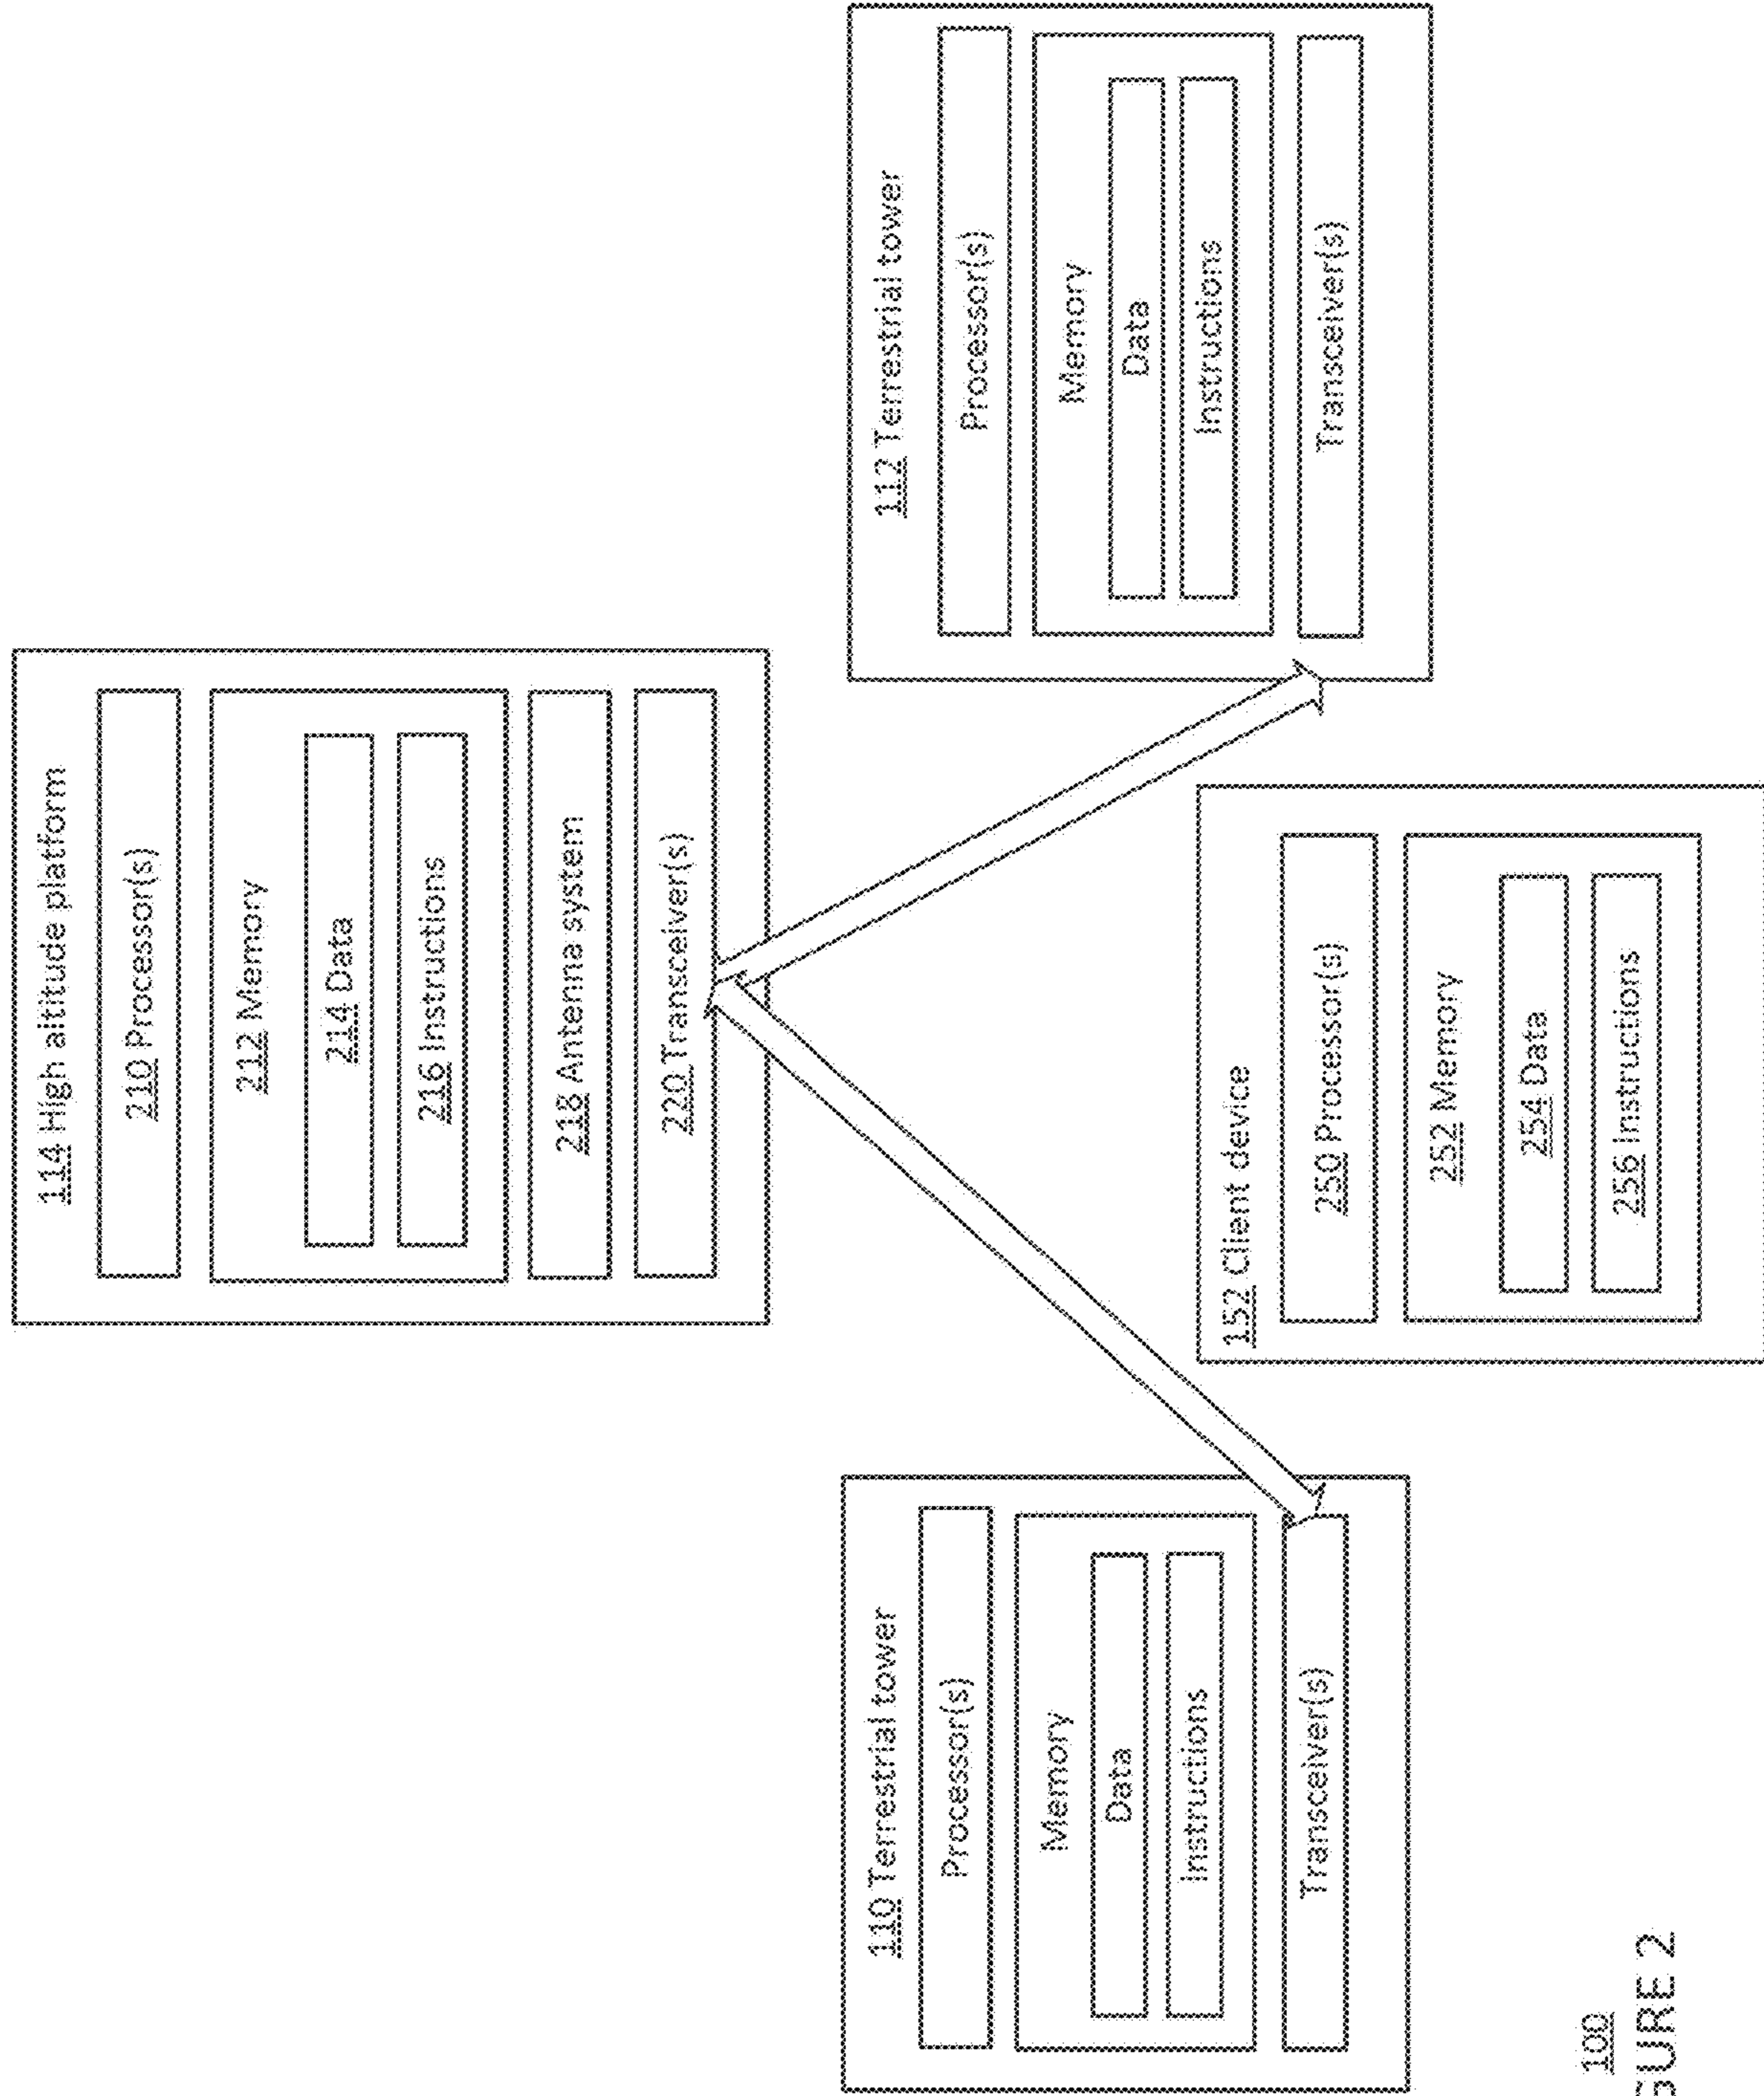 114 High altitude platform
210 Processor(s)
212 Memory
214 Data
216 Instructions
218 Antenna system
220 Transceiver(s)
110 Terrestrial tower
Processor(s)
Memory
Data
Instructions
Transceiver(s)
112 Terrestrial tower
Processor(s)
Memory
Data
Instructions
Transceiver(s)
152 Client device
250 Processor(s)
252 Memory
254 Data
256 Instructions
100
GURE 2